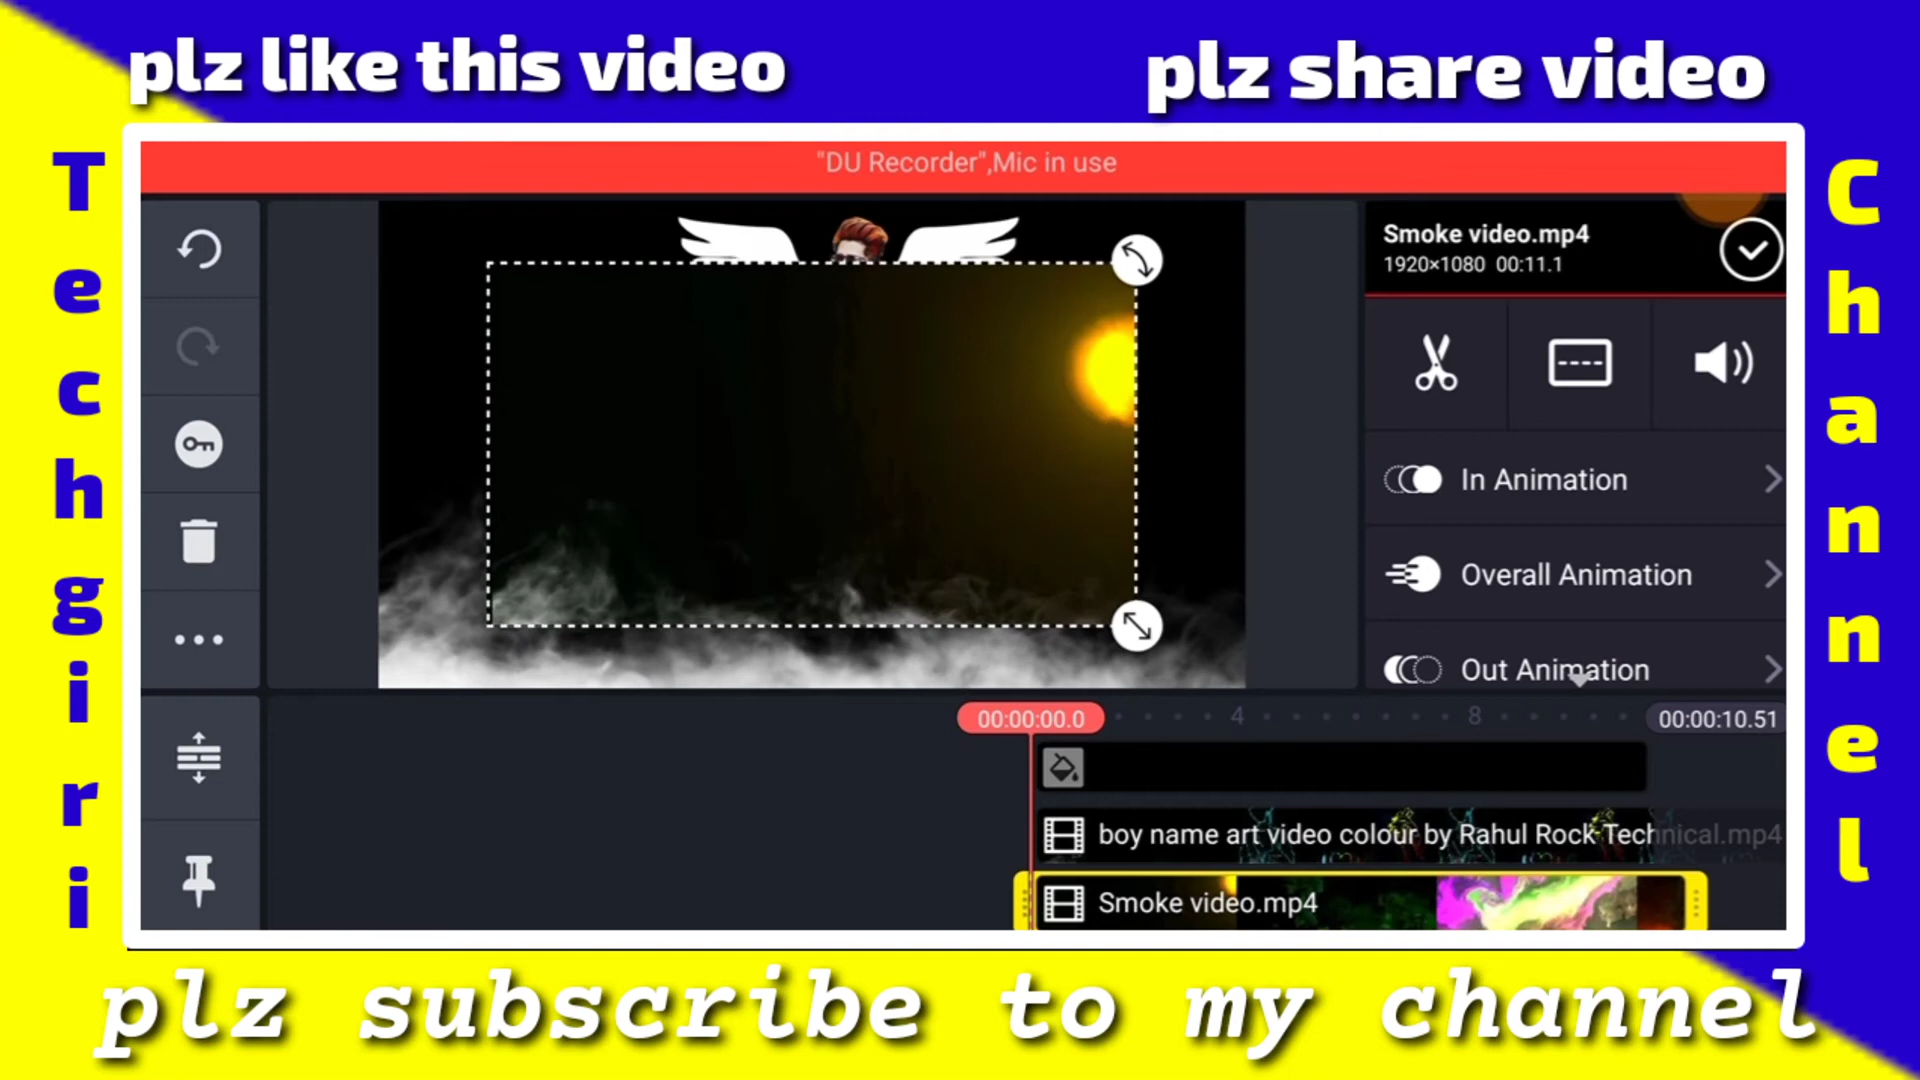 plz like this video
plz share video
Techgiri
Channel
"DU Recorder",Mic in use
Smoke video.mp4
1920×1080 00:11.1
In Animation
Overall Animation
Out Animation
00:00:00.0
4
8
00:00:10.51
boy name art video colour by Rahul Rock Technical.mp4
Smoke video.mp4
plz subscribe to my channel